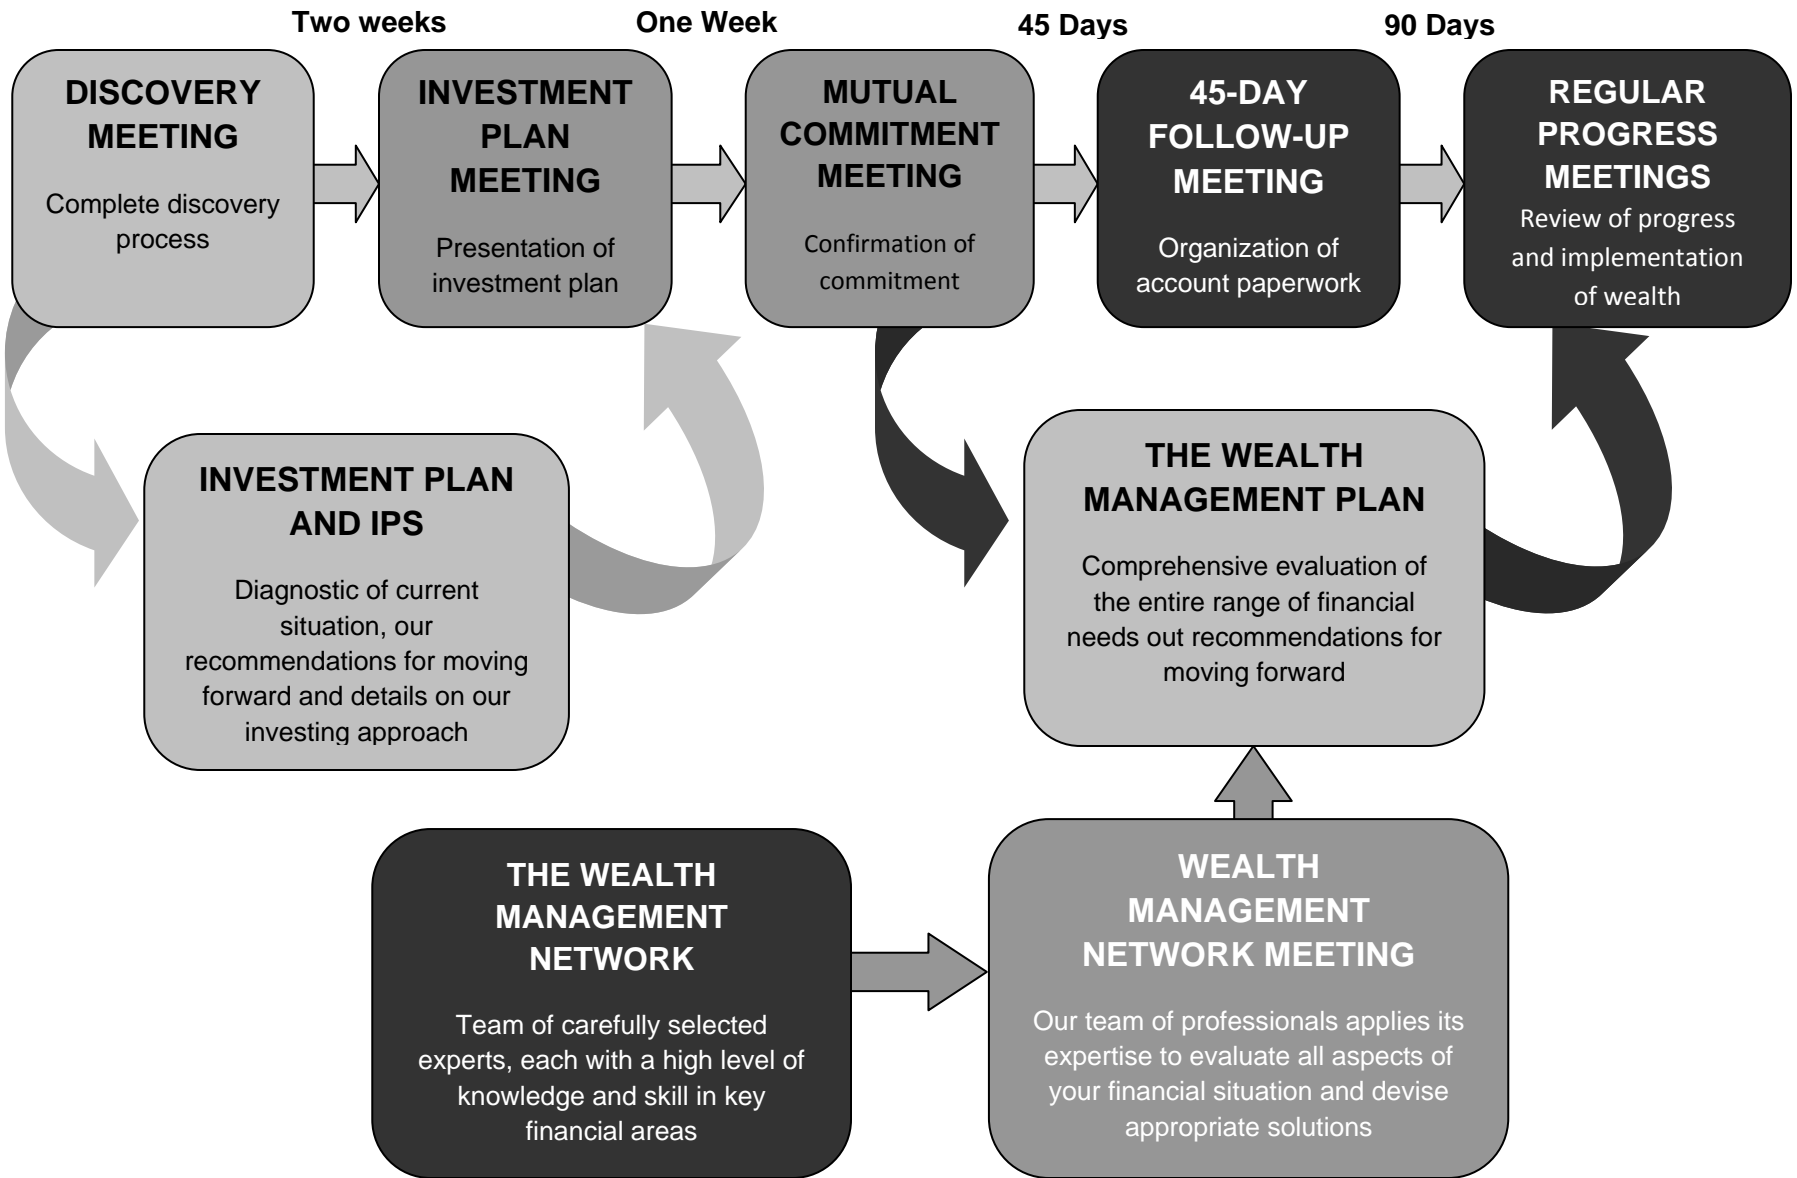 Two weeks
One Week
45 Days
90 Days
DISCOVERY
MEETING
Complete discovery
process
INVESTMENT
PLAN
MEETING
Presentation of
investment plan
MUTUAL
COMMITMENT
MEETING
Confirmation of
commitment
45-DAY
FOLLOW-UP
MEETING
Organization of
account paperwork
REGULAR
PROGRESS
MEETINGS
Review of progress
and implementation
of wealth
INVESTMENT PLAN
AND IPS
Diagnostic of current
situation, our
recommendations for moving
forward and details on our
investing approach
THE WEALTH
MANAGEMENT PLAN
Comprehensive evaluation of
the entire range of financial
needs out recommendations for
moving forward
THE WEALTH
MANAGEMENT
NETWORK
Team of carefully selected
experts, each with a high level of
knowledge and skill in key
financial areas
WEALTH
MANAGEMENT
NETWORK MEETING
Our team of professionals applies its
expertise to evaluate all aspects of
your financial situation and devise
appropriate solutions